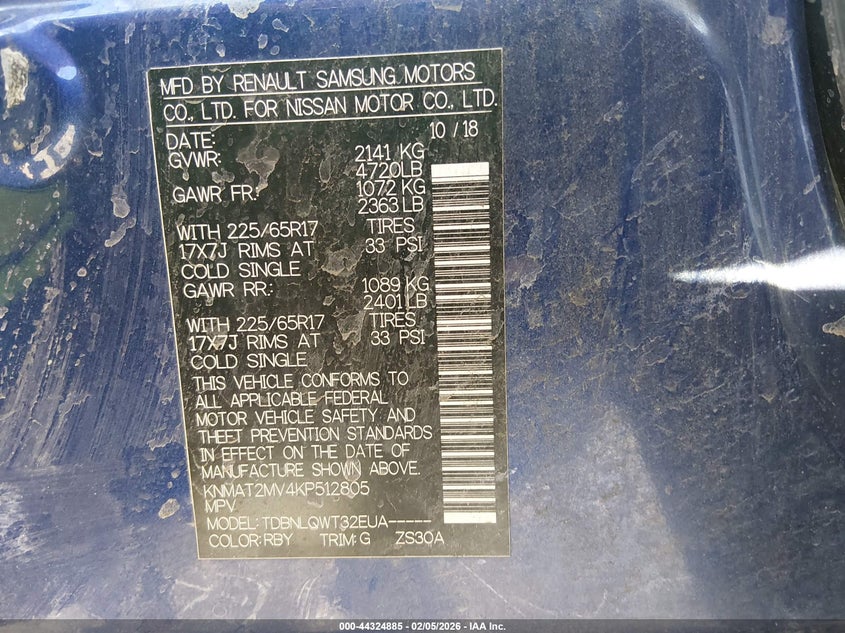 MFD BY RENAULT SAMSUNG MOTORS
CO., LTD. FOR NISSAN MOTOR CO., LTD.
DATE: 10 / 18
GVWR: 2141 KG
4720LB
GAWR FR: 1072 KG
2363 LB
WITH 225/65R17 TIRES
17X7J RIMS AT 33 PSI
COLD SINGLE
GAWR RR: 1089 KG
2401 LB
WITH 225/65R17 TIRES
17X7J RIMS AT 33 PSI
COLD SINGLE
THIS VEHICLE CONFORMS TO
ALL APPLICABLE FEDERAL
MOTOR VEHICLE SAFETY AND
THEFT PREVENTION STANDARDS
IN EFFECT ON THE DATE OF
MANUFACTURE SHOWN ABOVE.
KNMAT2MV4KP512805
MPV
MODEL: TDBNLQWT32EUA-----
COLOR: RBY TRIM: G ZS30A
000-44324885 - 02/05/2026 - IAA Inc.